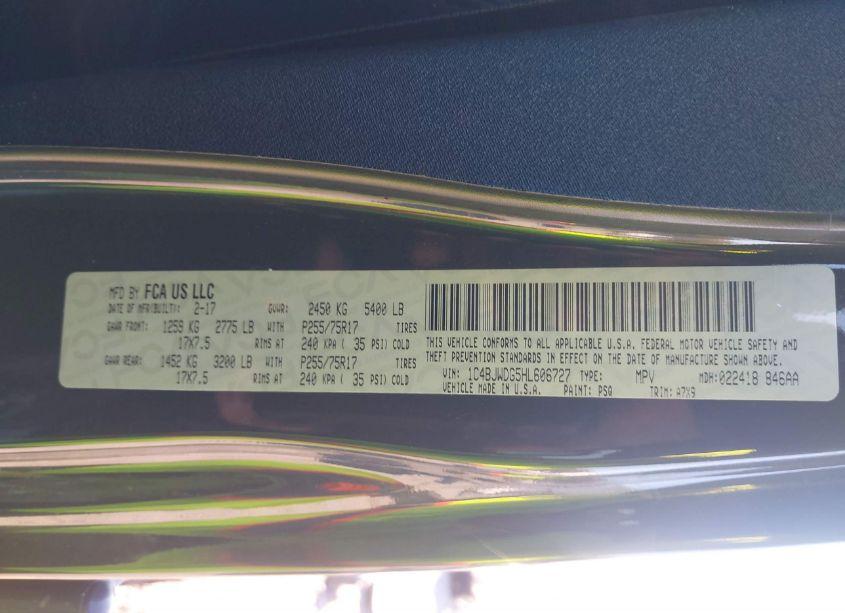 MFD BY FCA US LLC
DATE OF MFR(BUILT): 2-17 GVWR: 2450 KG 5400 LB
GAWR FRONT: 1259 KG 2775 LB WITH P255/75R17 TIRES
17X7.5 RIMS AT 240 KPA ( 35 PSI) COLD
GAWR REAR: 1452 KG 3200 LB WITH P255/75R17 TIRES
17X7.5 RIMS AT 240 KPA ( 35 PSI) COLD
THIS VEHICLE CONFORMS TO ALL APPLICABLE U.S.A. FEDERAL MOTOR VEHICLE SAFETY AND
THEFT PREVENTION STANDARDS IN EFFECT ON THE DATE OF MANUFACTURE SHOWN ABOVE.
VIN: 1C4BJWDG5HL606727 TYPE: MPV MDH:022418 846AA
VEHICLE MADE IN U.S.A. PAINT: PSQ TRIM: A7X9